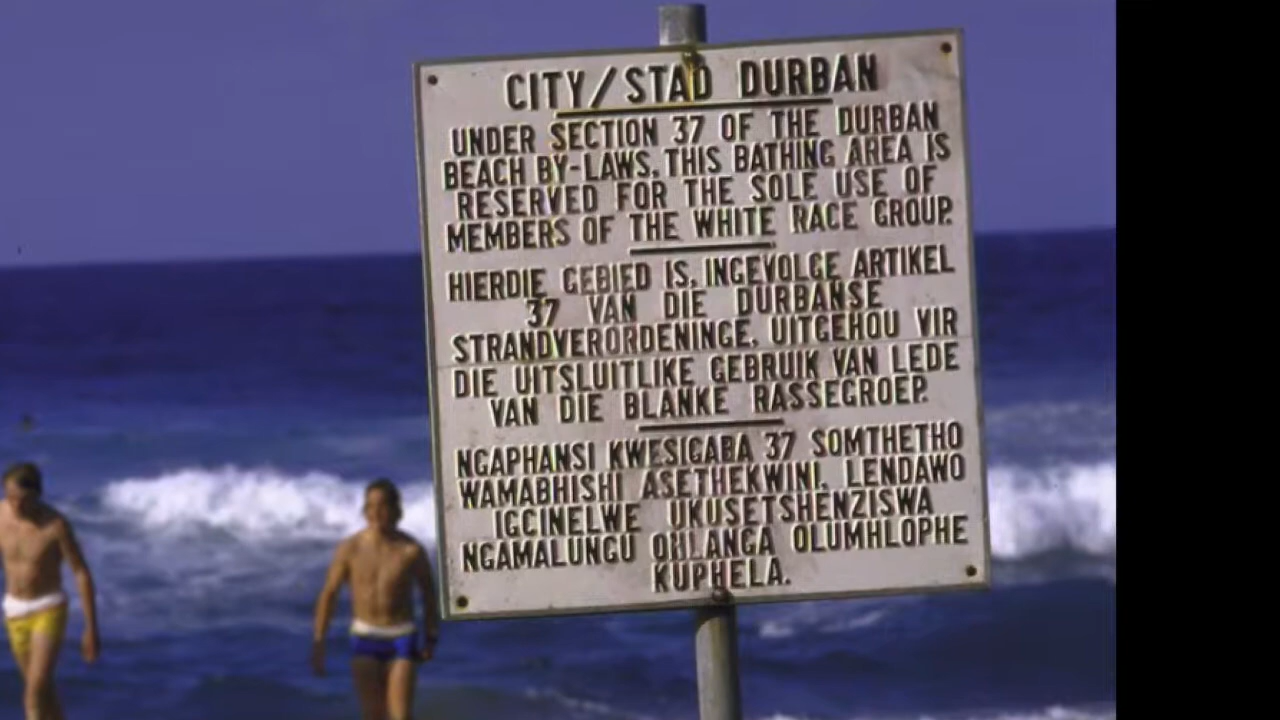 CITY/STAD DURBAN
UNDER SECTION 37 OF THE DURBAN
BEACH BY-LAWS, THIS BATHING AREA IS
RESERVED FOR THE SOLE USE OF
MEMBERS OF THE WHITE RACE GROUP.
HIERDIE GEBIED IS, INGEVOLGE ARTIKEL
37 VAN DIE DURBANSE
STRANDVERORDENINGE, UITGEHOU VIR
DIE UITSLUITLIKE GEBRUIK VAN LEDE
VAN DIE BLANKE RASSEGROEP.
NGAPHANSI KWESIGABA 37 SOMTHETHO
WAMABHISHI ASETHEKWINI, LENDAWO
IGCINELWE UKUSETSHENZISWA
NGAMALUNGU OHLANGA OLUMHLOPHE
KUPHELA.